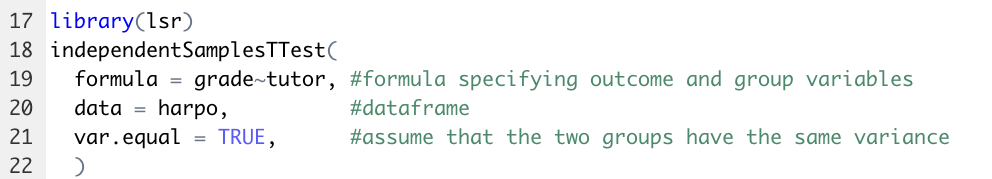 17 library(lsr)
18 independentSamplesTTest(
19   formula = grade~tutor, #formula specifying outcome and group variables
20   data = harpo,          #dataframe
21   var.equal = TRUE,      #assume that the two groups have the same variance
22   )